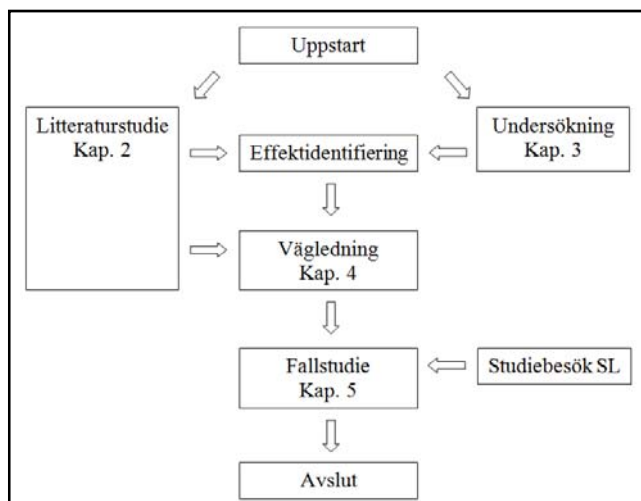 Uppstart
Litteraturstudie
Kap. 2
Effektidentifiering
Undersökning
Kap. 3
Vägledning
Kap. 4
Fallstudie
Kap. 5
Studiebesök SL
Avslut